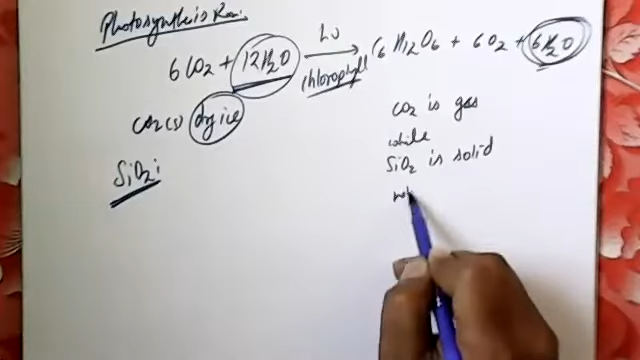 Photosynthesis Rxn:
hν
6CO2 + 12H2O → C6H12O6 + 6O2 + 6H2O
chlorophyll
CO2(s) dry ice
SiO2:
CO2 is gas
while
SiO2 is solid